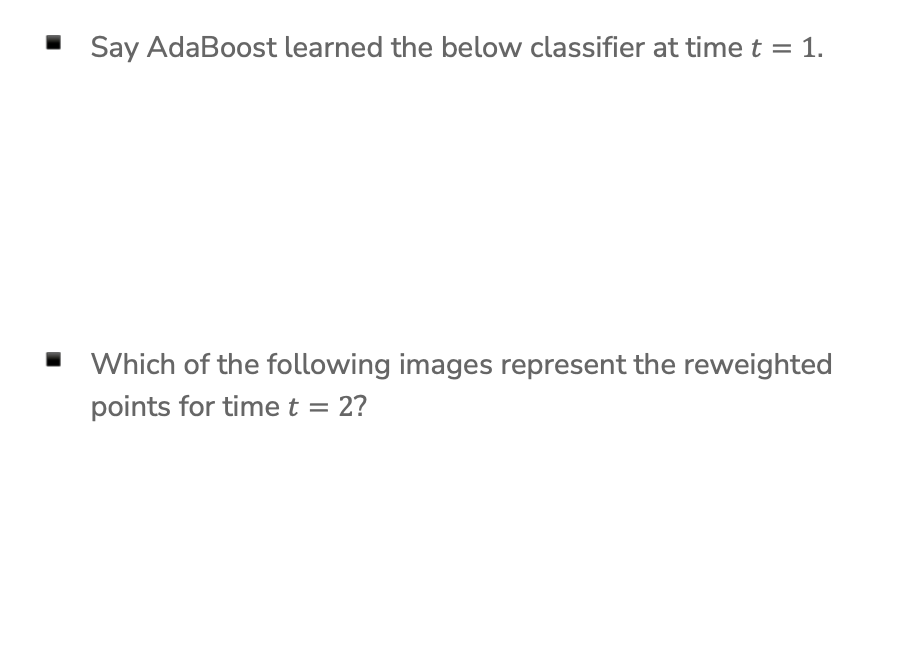 ▪ Say AdaBoost learned the below classifier at time t = 1.
▪ Which of the following images represent the reweighted
points for time t = 2?